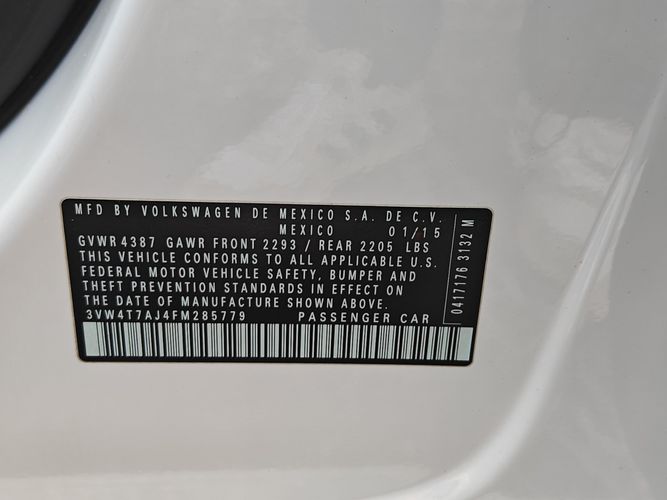 MFD BY VOLKSWAGEN DE MEXICO S.A. DE C.V.
MEXICO 01/15
GVWR 4387 GAWR FRONT 2293 / REAR 2205 LBS
THIS VEHICLE CONFORMS TO ALL APPLICABLE U.S.
FEDERAL MOTOR VEHICLE SAFETY, BUMPER AND
THEFT PREVENTION STANDARDS IN EFFECT ON
THE DATE OF MANUFACTURE SHOWN ABOVE.
3VW4T7AJ4FM285779 PASSENGER CAR
0417176 3132 M